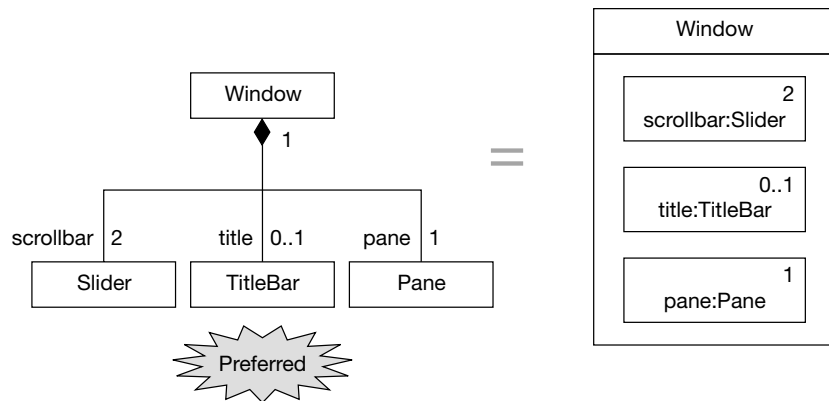 Window
1
scrollbar 2
title 0..1
pane 1
Slider
TitleBar
Pane
Preferred
=
Window
2
scrollbar:Slider
0..1
title:TitleBar
1
pane:Pane